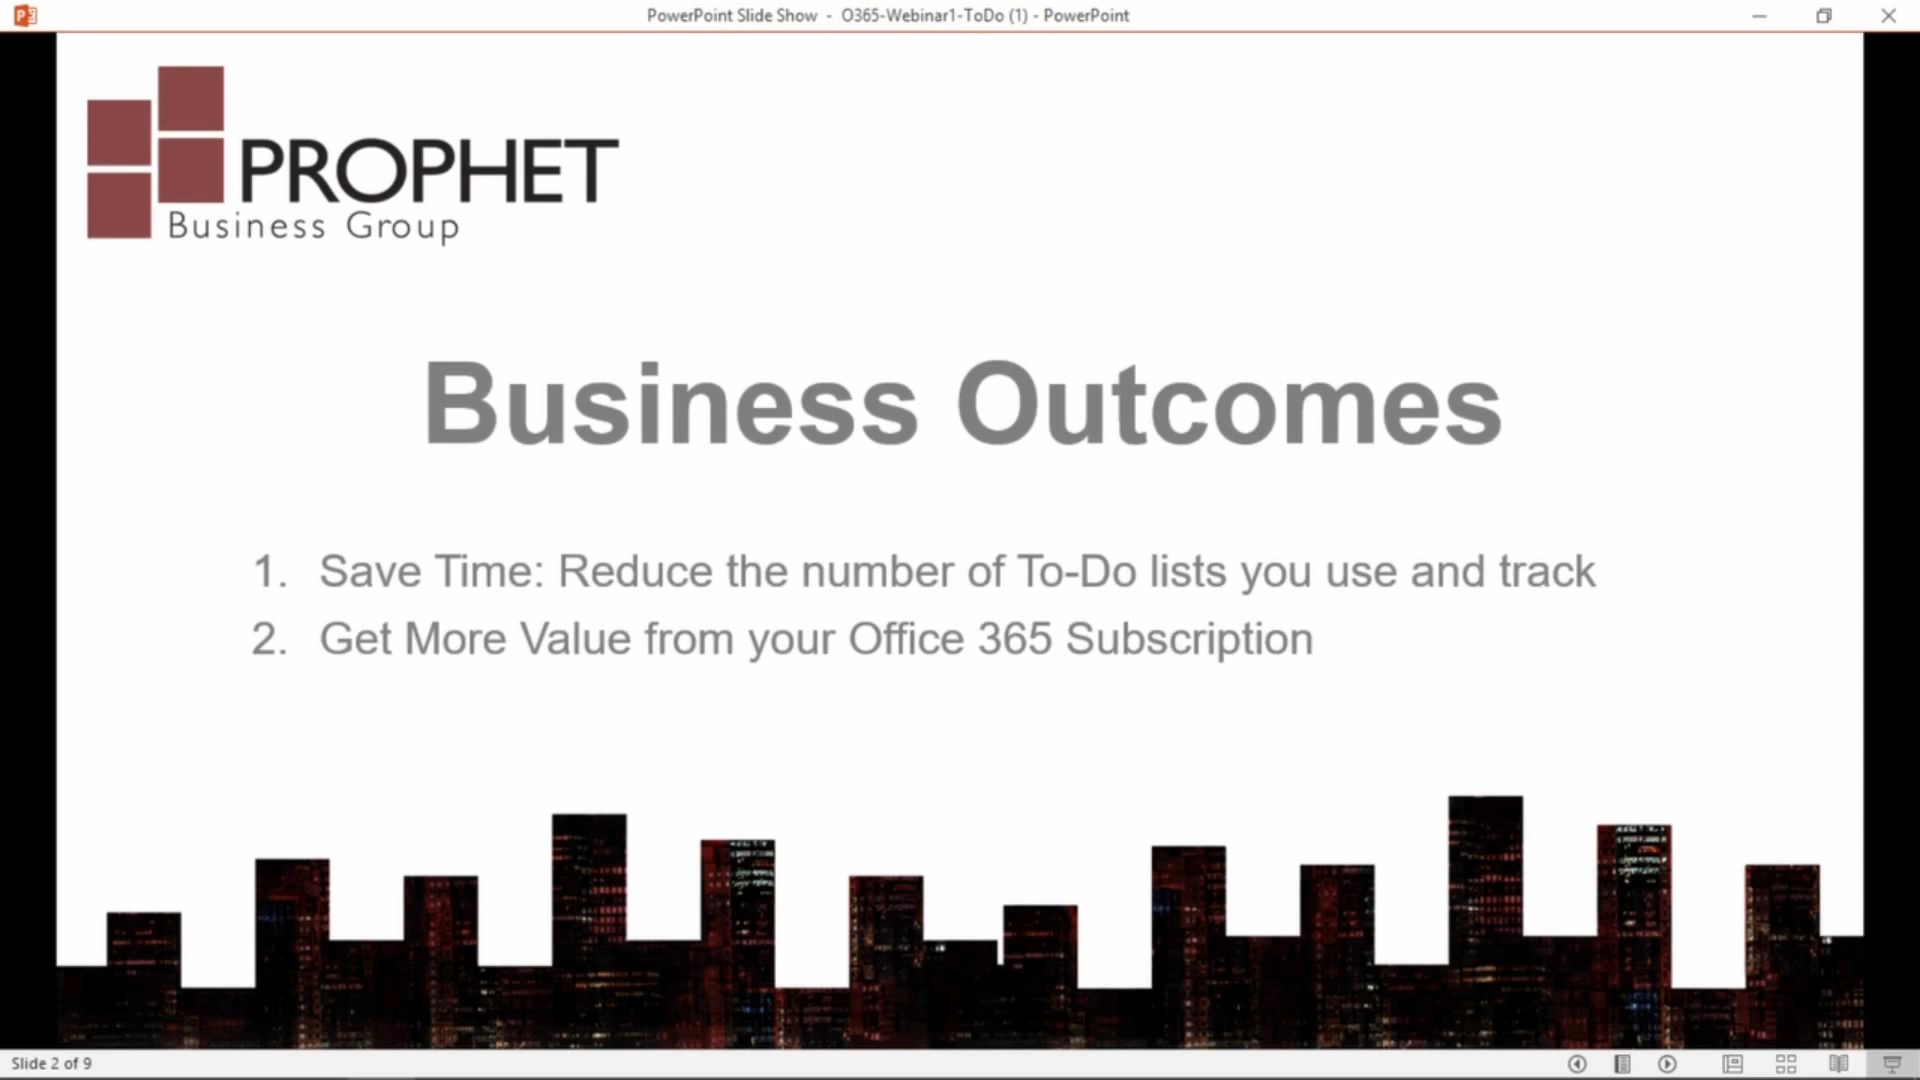 PowerPoint Slide Show - O365-Webinar1-ToDo (1) - PowerPoint
PROPHET
Business Group
Business Outcomes
1. Save Time: Reduce the number of To-Do lists you use and track
2. Get More Value from your Office 365 Subscription
Slide 2 of 9